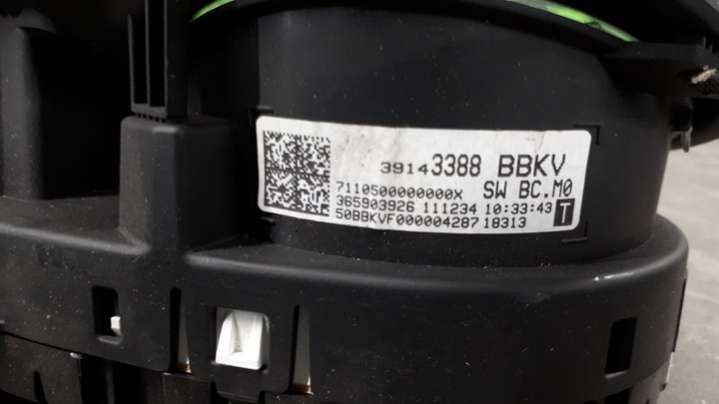 39143388 BBKV
7110500000000X SW BC.M0
365903926 111234 10:33:43 T
50BBKVF000004287 18313